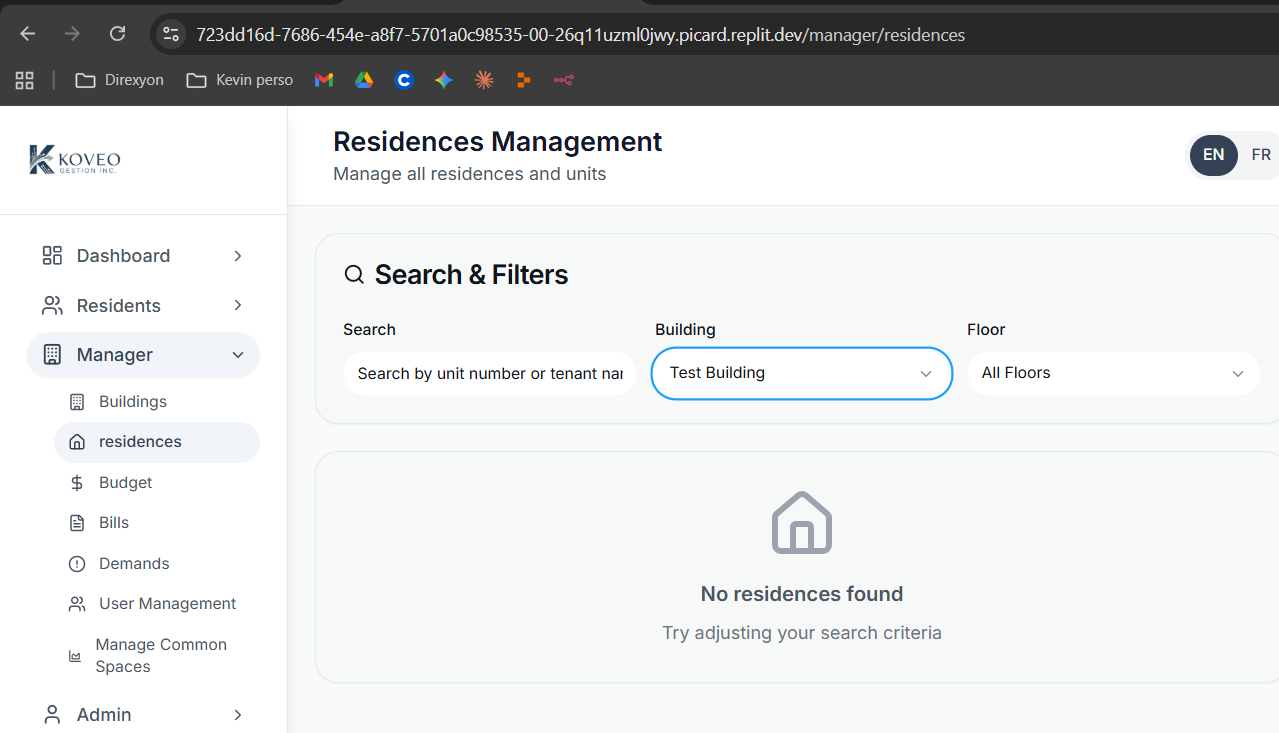 723dd16d-7686-454e-a8f7-5701a0c98535-00-26q11uzml0jwy.picard.replit.dev/manager/residences
Direxyon
Kevin perso
KOVEO
GESTION INC.
Residences Management
Manage all residences and units
EN
FR
Dashboard
Residents
Manager
Buildings
residences
Budget
Bills
Demands
User Management
Manage Common
Spaces
Admin
Search & Filters
Search
Building
Floor
Search by unit number or tenant nar
Test Building
All Floors
No residences found
Try adjusting your search criteria